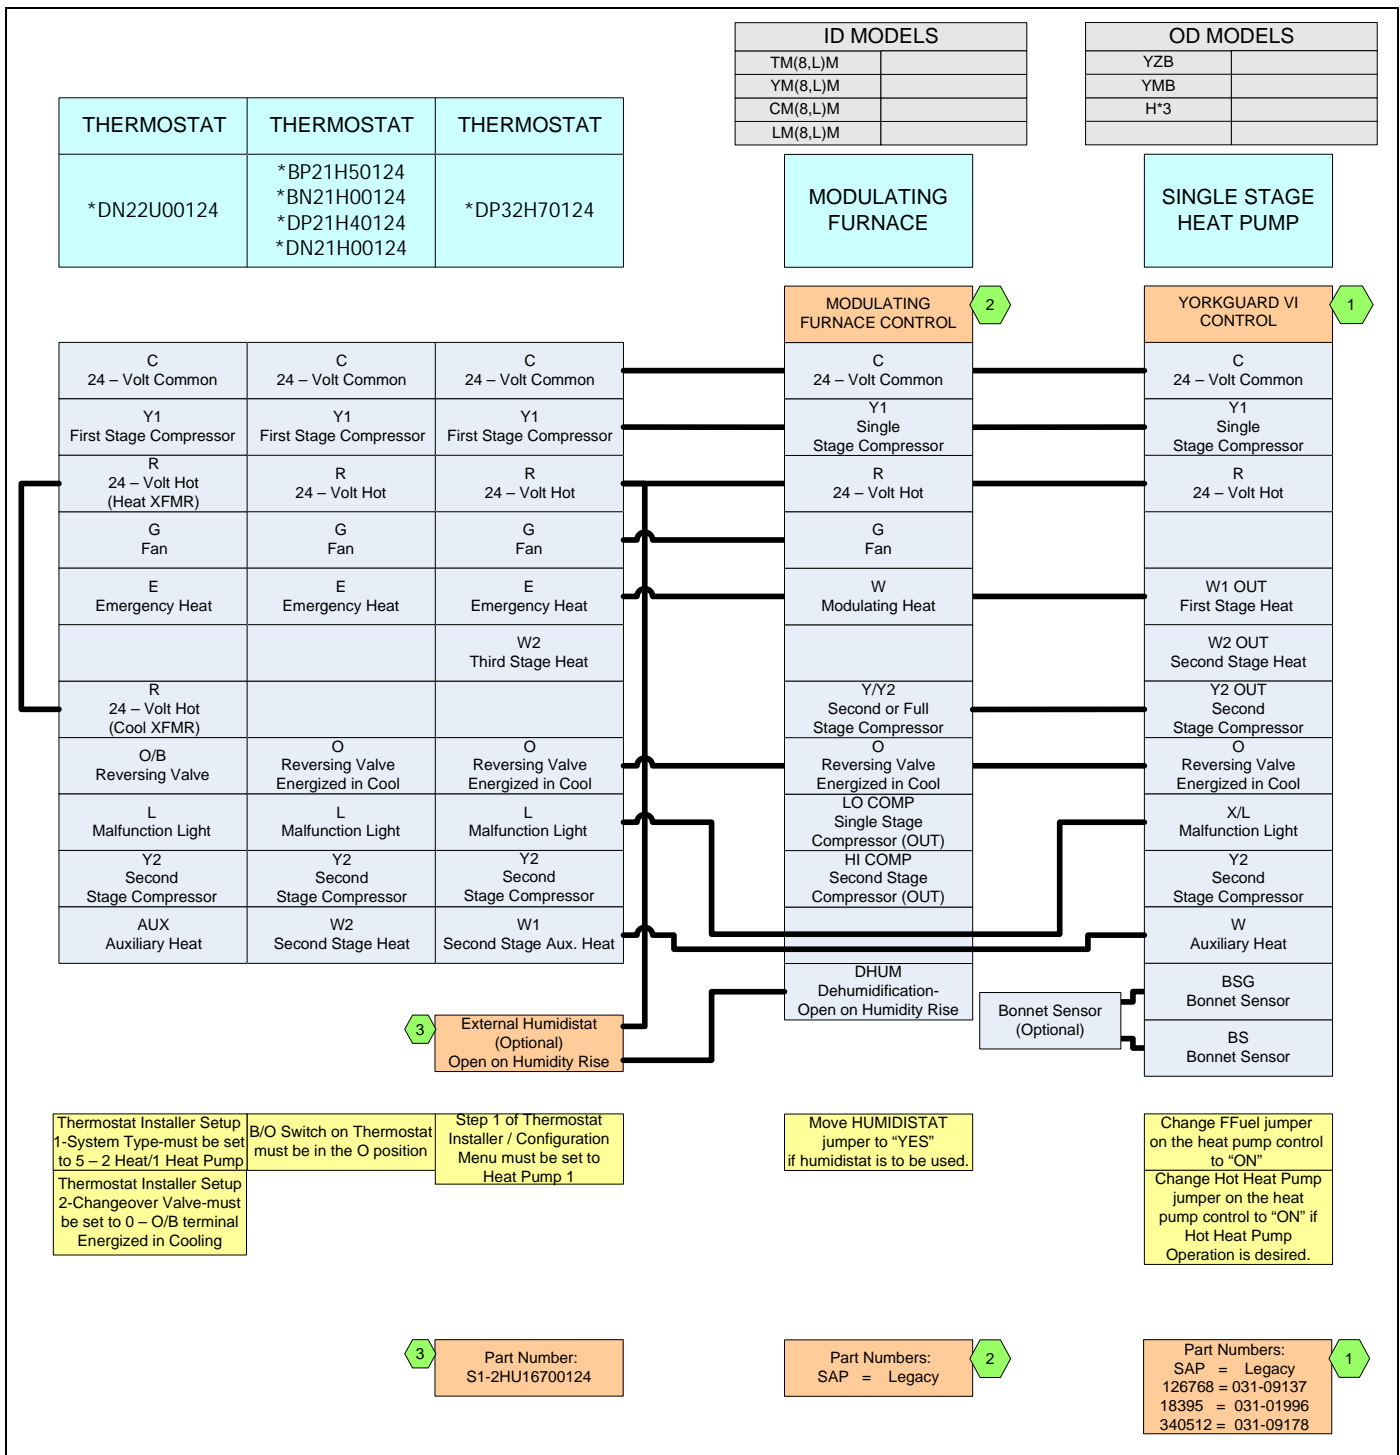 ID MODELS
TM(8,L)M
YM(8,L)M
CM(8,L)M
LM(8,L)M
OD MODELS
YZB
YMB
H*3
THERMOSTAT
THERMOSTAT
THERMOSTAT
*DN22U00124
*BP21H50124
*BN21H00124
*DP21H40124
*DN21H00124
*DP32H70124
MODULATING
FURNACE
SINGLE STAGE
HEAT PUMP
MODULATING
FURNACE CONTROL
2
YORKGUARD VI
CONTROL
1
C
24 – Volt Common
C
24 – Volt Common
C
24 – Volt Common
C
24 – Volt Common
C
24 – Volt Common
Y1
First Stage Compressor
Y1
First Stage Compressor
Y1
First Stage Compressor
Y1
Single
Stage Compressor
Y1
Single
Stage Compressor
R
24 – Volt Hot
(Heat XFMR)
R
24 – Volt Hot
R
24 – Volt Hot
R
24 – Volt Hot
R
24 – Volt Hot
G
Fan
G
Fan
G
Fan
G
Fan
E
Emergency Heat
E
Emergency Heat
E
Emergency Heat
W
Modulating Heat
W1 OUT
First Stage Heat
W2
Third Stage Heat
W2 OUT
Second Stage Heat
R
24 – Volt Hot
(Cool XFMR)
Y/Y2
Second or Full
Stage Compressor
Y2 OUT
Second
Stage Compressor
O/B
Reversing Valve
O
Reversing Valve
Energized in Cool
O
Reversing Valve
Energized in Cool
O
Reversing Valve
Energized in Cool
O
Reversing Valve
Energized in Cool
L
Malfunction Light
L
Malfunction Light
L
Malfunction Light
LO COMP
Single Stage
Compressor (OUT)
X/L
Malfunction Light
Y2
Second
Stage Compressor
Y2
Second
Stage Compressor
Y2
Second
Stage Compressor
HI COMP
Second Stage
Compressor (OUT)
Y2
Second
Stage Compressor
AUX
Auxiliary Heat
W2
Second Stage Heat
W1
Second Stage Aux. Heat
W
Auxiliary Heat
DHUM
Dehumidification-
Open on Humidity Rise
Bonnet Sensor
(Optional)
BSG
Bonnet Sensor
BS
Bonnet Sensor
3
External Humidistat
(Optional)
Open on Humidity Rise
Thermostat Installer Setup
1-System Type-must be set
to 5 – 2 Heat/1 Heat Pump
B/O Switch on Thermostat
must be in the O position
Step 1 of Thermostat
Installer / Configuration
Menu must be set to
Heat Pump 1
Move HUMIDISTAT
jumper to “YES”
if humidistat is to be used.
Change FFuel jumper
on the heat pump control
to “ON”
Thermostat Installer Setup
2-Changeover Valve-must
be set to 0 – O/B terminal
Energized in Cooling
Change Hot Heat Pump
jumper on the heat
pump control to “ON” if
Hot Heat Pump
Operation is desired.
3
Part Number:
S1-2HU16700124
Part Numbers:
SAP = Legacy
2
Part Numbers:
SAP = Legacy
126768 = 031-09137
18395 = 031-01996
340512 = 031-09178
1